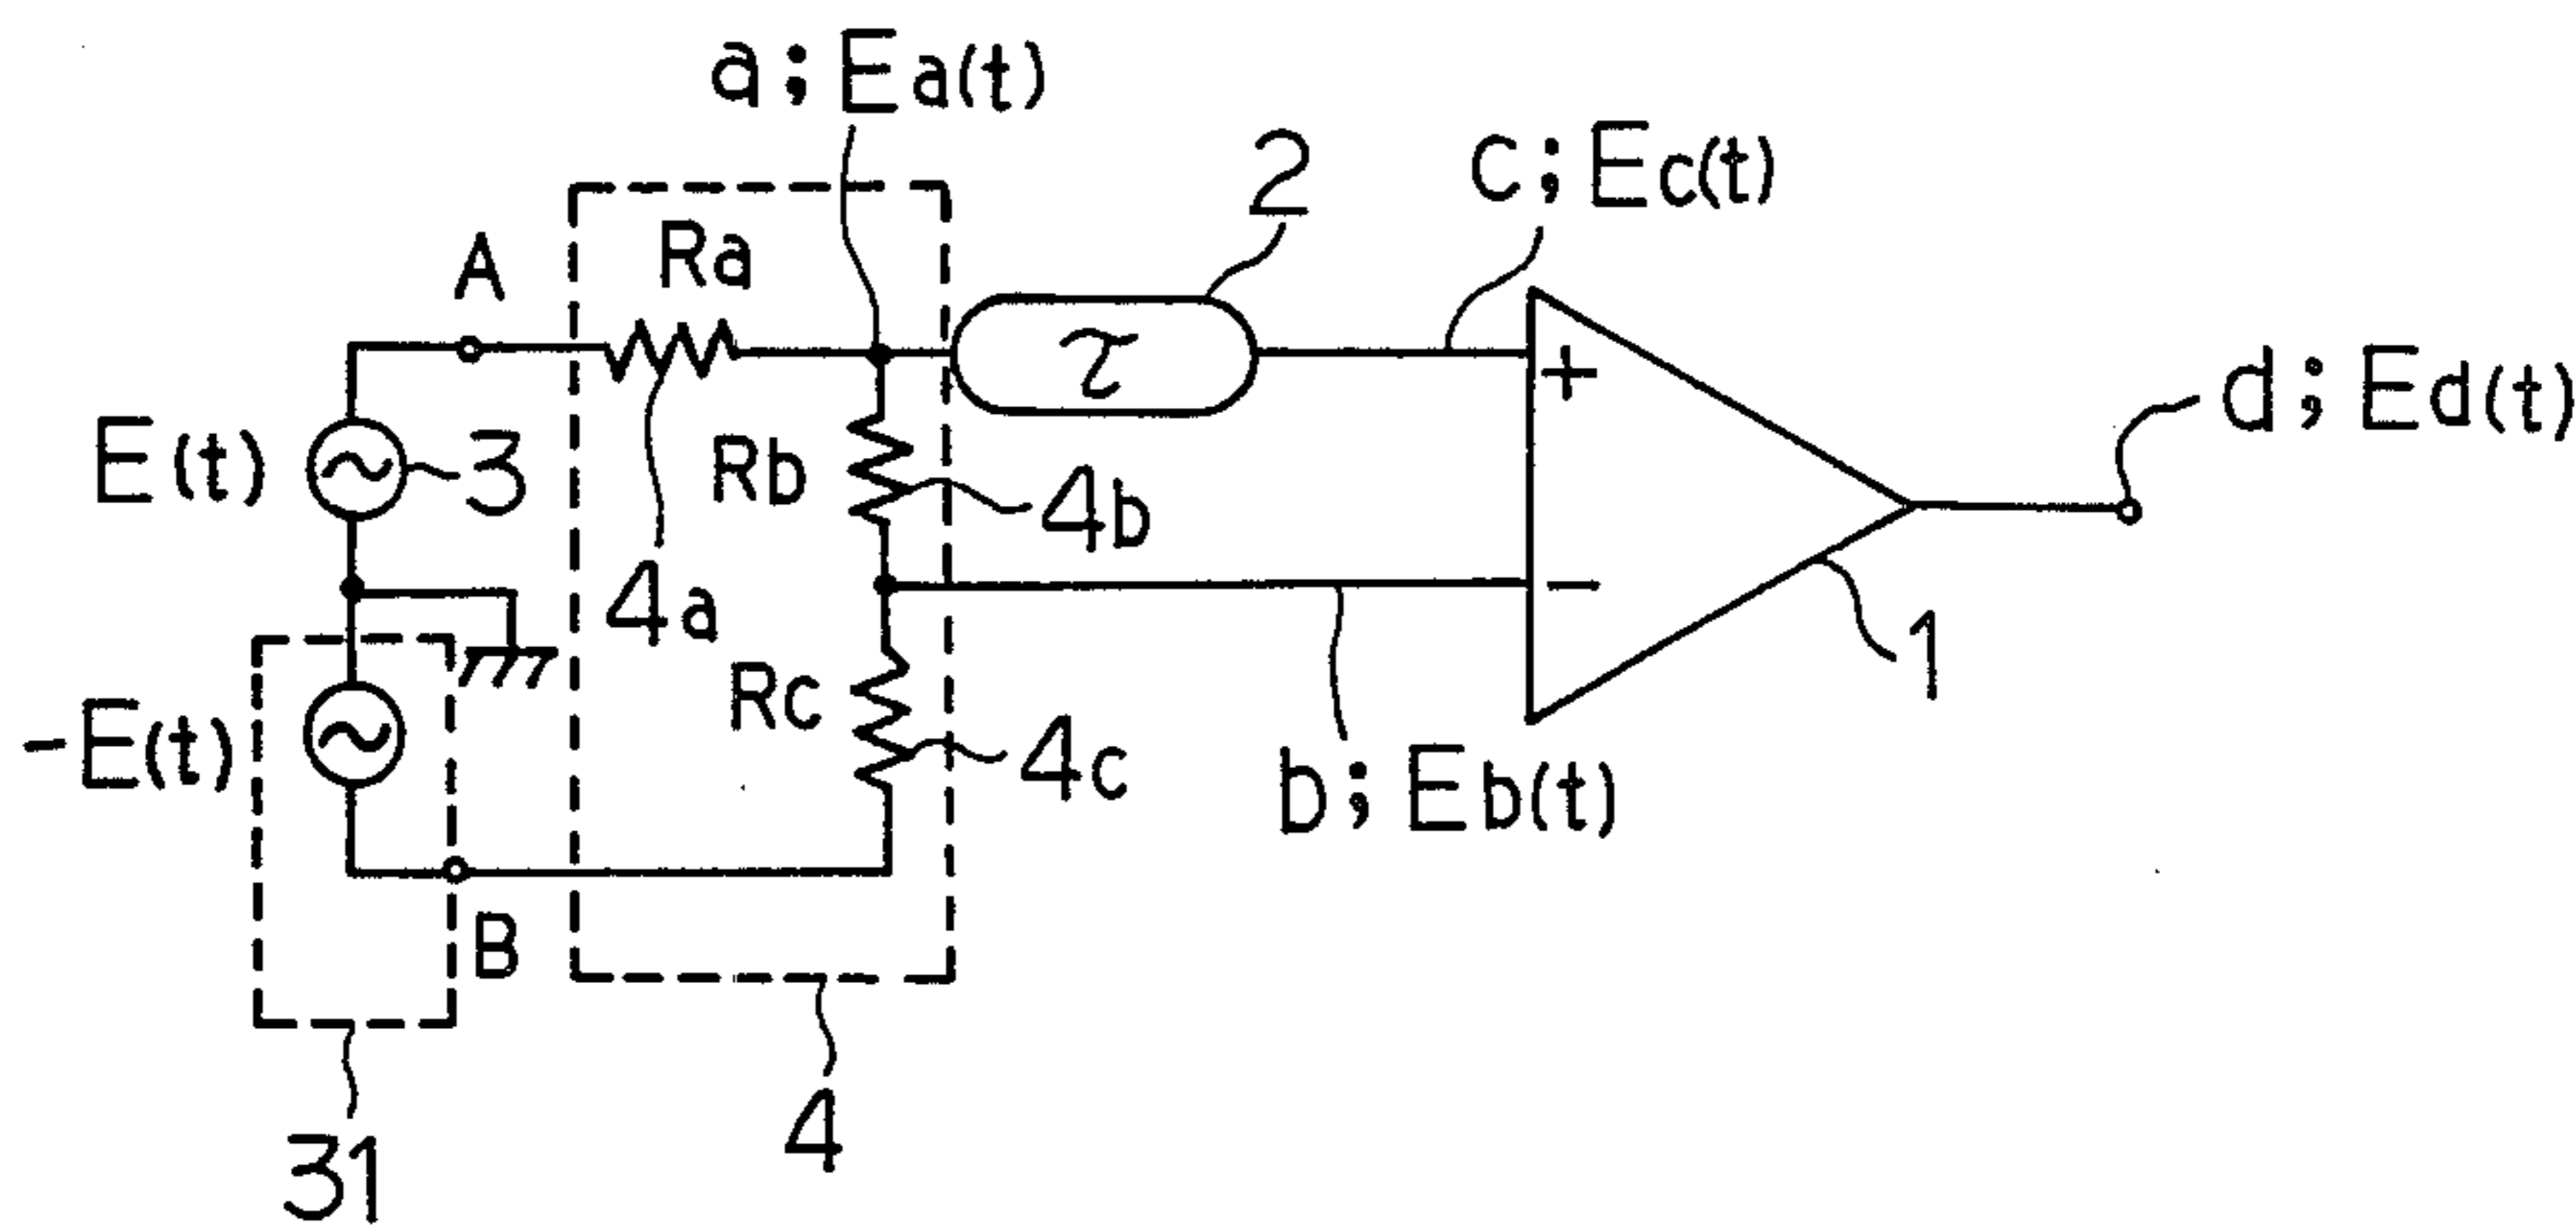 a ; Ea(t)
2
c ; Ec(t)
A
Ra
τ
+
d ; Ed(t)
E(t)
3
Rb
4b
4a
−
1
Rc
-E(t)
4c
b ; Eb(t)
B
4
31